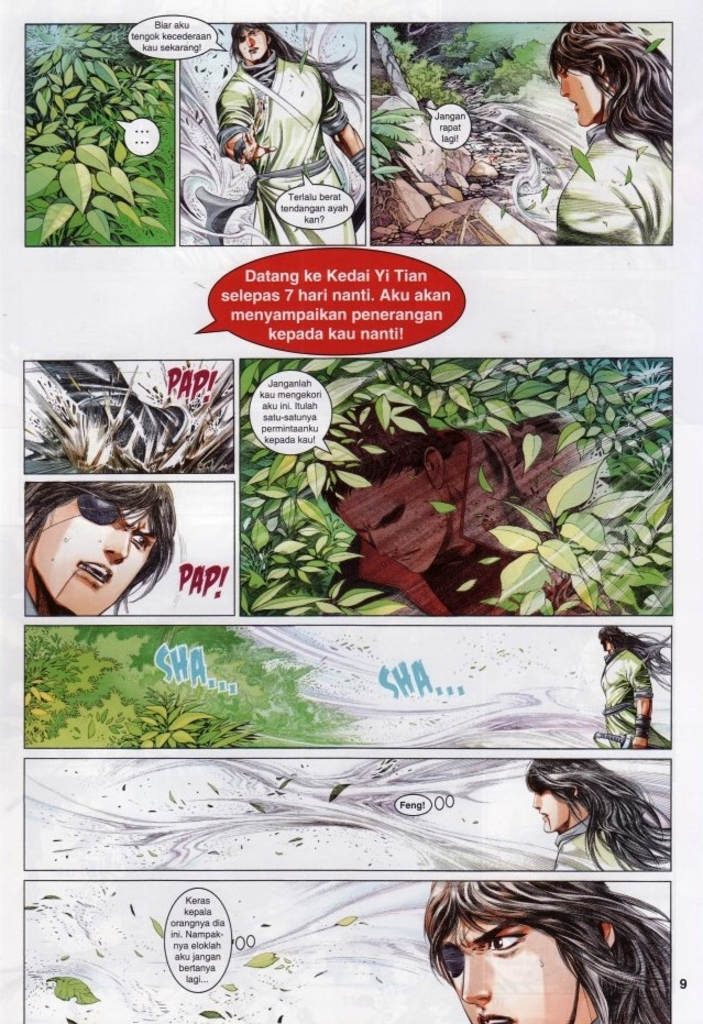 Biar aku
tengok kecederaan
kau sekarang!
...
...
Terlalu berat
tendangan ayah
kan?
Jangan
rapat
lagi!
Datang ke Kedai Yi Tian
selepas 7 hari nanti. Aku akan
menyampaikan penerangan
kepada kau nanti!
PAP!
Janganlah
kau mengekori
aku ini. Itulah
satu-satunya
permintaanku
kepada kau!
PAP!
SHA...
SHA...
Feng!
Keras
kepala
orangnya dia
ini. Nampak-
nya eloklah
aku jangan
bertanya
lagi...
9